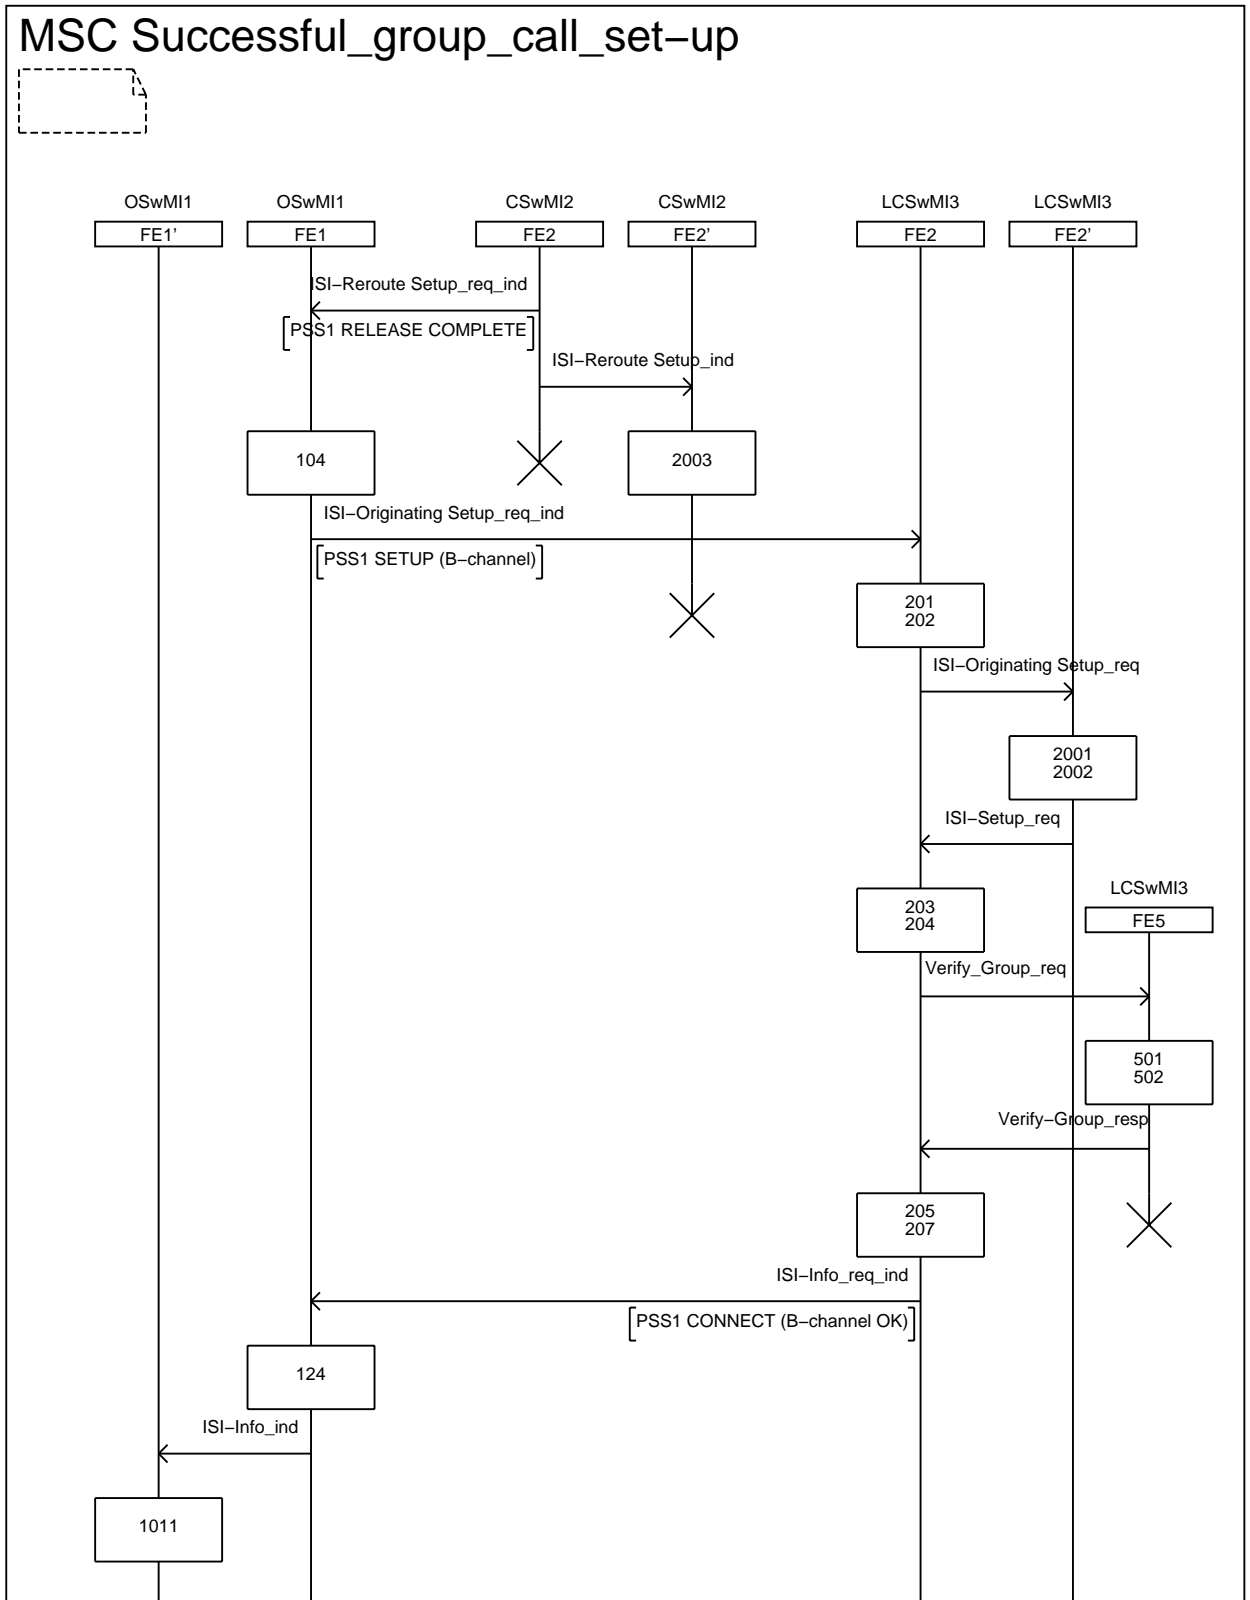 MSC Successful_group_call_set−up
OSwMI1 OSwMI1 CSwMI2 CSwMI2 LCSwMI3 LCSwMI3
FE1' FE1 FE2 FE2' FE2 FE2'
ISI−Reroute Setup_req_ind
[PSS1 RELEASE COMPLETE]
ISI−Reroute Setup_ind
104 2003
ISI−Originating Setup_req_ind
[PSS1 SETUP (B−channel)]
201
202
ISI−Originating Setup_req
2001
2002
ISI−Setup_req
LCSwMI3
203
204
FE5
Verify_Group_req
501
502
Verify−Group_resp
205
207
ISI−Info_req_ind
[PSS1 CONNECT (B−channel OK)]
124
ISI−Info_ind
1011